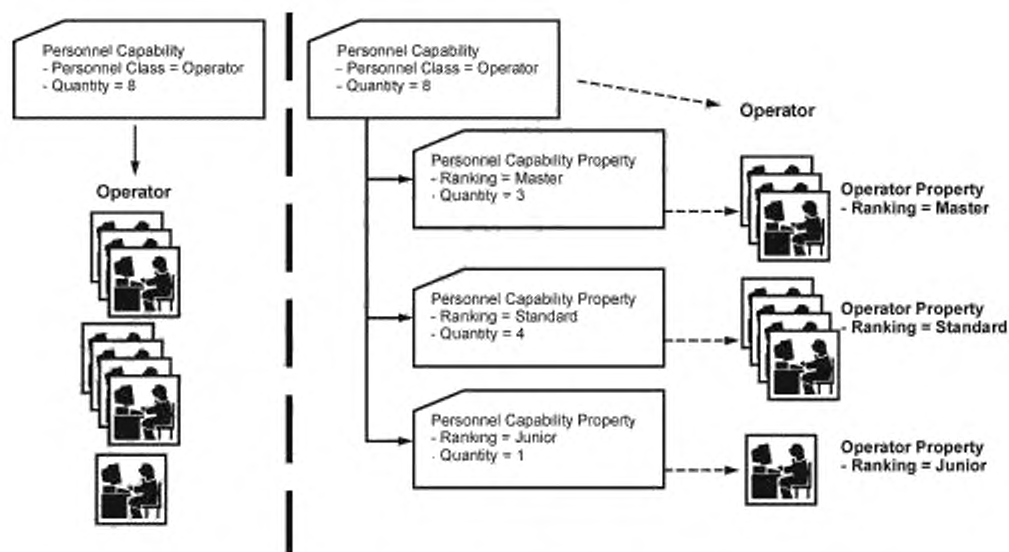 Personnel Capability
- Personnel Class = Operator
- Quantity = 8
Operator
Personnel Capability
- Personnel Class = Operator
- Quantity = 8
Operator
Personnel Capability Property
- Ranking = Master
- Quantity = 3
Operator Property
- Ranking = Master
Personnel Capability Property
- Ranking = Standard
- Quantity = 4
Operator Property
- Ranking = Standard
Personnel Capability Property
- Ranking = Junior
- Quantity = 1
Operator Property
- Ranking = Junior